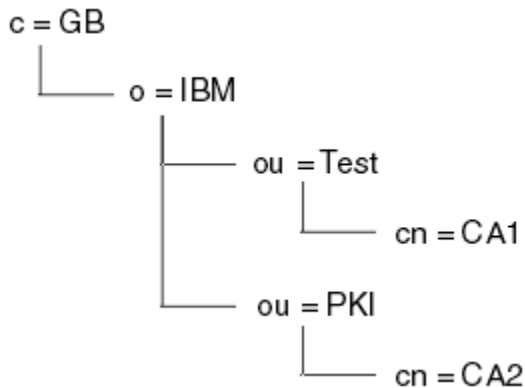 c = GB
o = IBM
ou = Test
cn = CA1
ou = PKI
cn = CA2